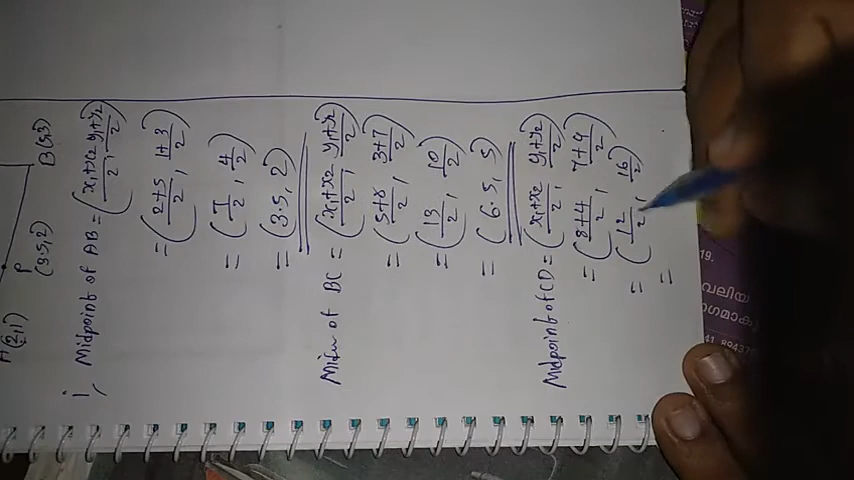 A(2,1)
P
(3.5, 2)
B(5,3)
i, Midpoint of AB = (x₁+x₂/2, y₁+y₂/2)
= (2+5/2, 1+3/2)
= (7/2, 4/2)
= (3.5, 2)
of BC = (x₁+x₂/2, y₁+y₂/2)
= (5+8/2, 3+7/2)
= (13/2, 10/2)
= (6.5, 5)
Mdpoint of CD = (x₁+x₂/2, y₁+y₂/2)
= (8+4/2, 7+9/2)
= (12/2, 16/2)
=
19.
വലിയ